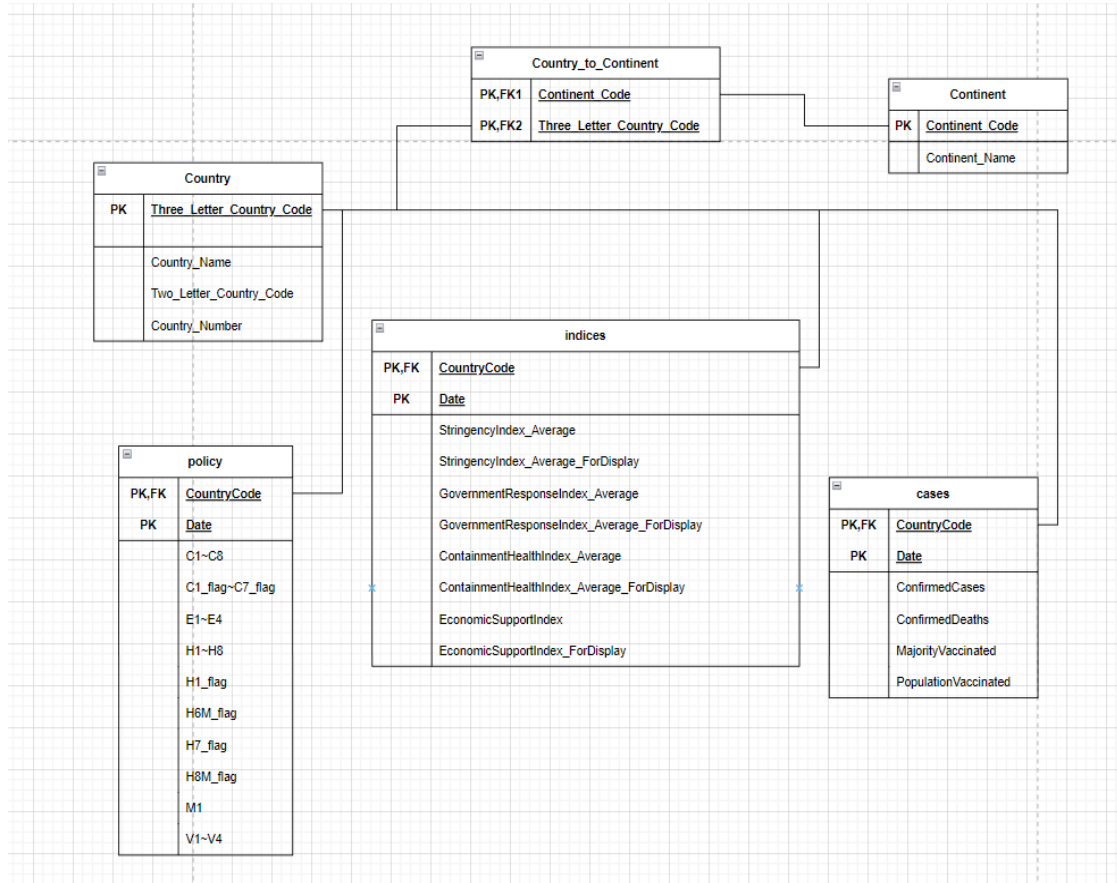 Country_to_Continent
PK,FK1 Continent_Code
PK,FK2 Three_Letter_Country_Code
Continent
PK Continent_Code
Continent_Name
Country
PK Three_Letter_Country_Code
Country_Name
Two_Letter_Country_Code
Country_Number
indices
PK,FK CountryCode
PK Date
StringencyIndex_Average
StringencyIndex_Average_ForDisplay
GovernmentResponseIndex_Average
GovernmentResponseIndex_Average_ForDisplay
ContainmentHealthIndex_Average
ContainmentHealthIndex_Average_ForDisplay
EconomicSupportIndex
EconomicSupportIndex_ForDisplay
policy
PK,FK CountryCode
PK Date
C1~C8
C1_flag~C7_flag
E1~E4
H1~H8
H1_flag
H6M_flag
H7_flag
H8M_flag
M1
V1~V4
cases
PK,FK CountryCode
PK Date
ConfirmedCases
ConfirmedDeaths
MajorityVaccinated
PopulationVaccinated